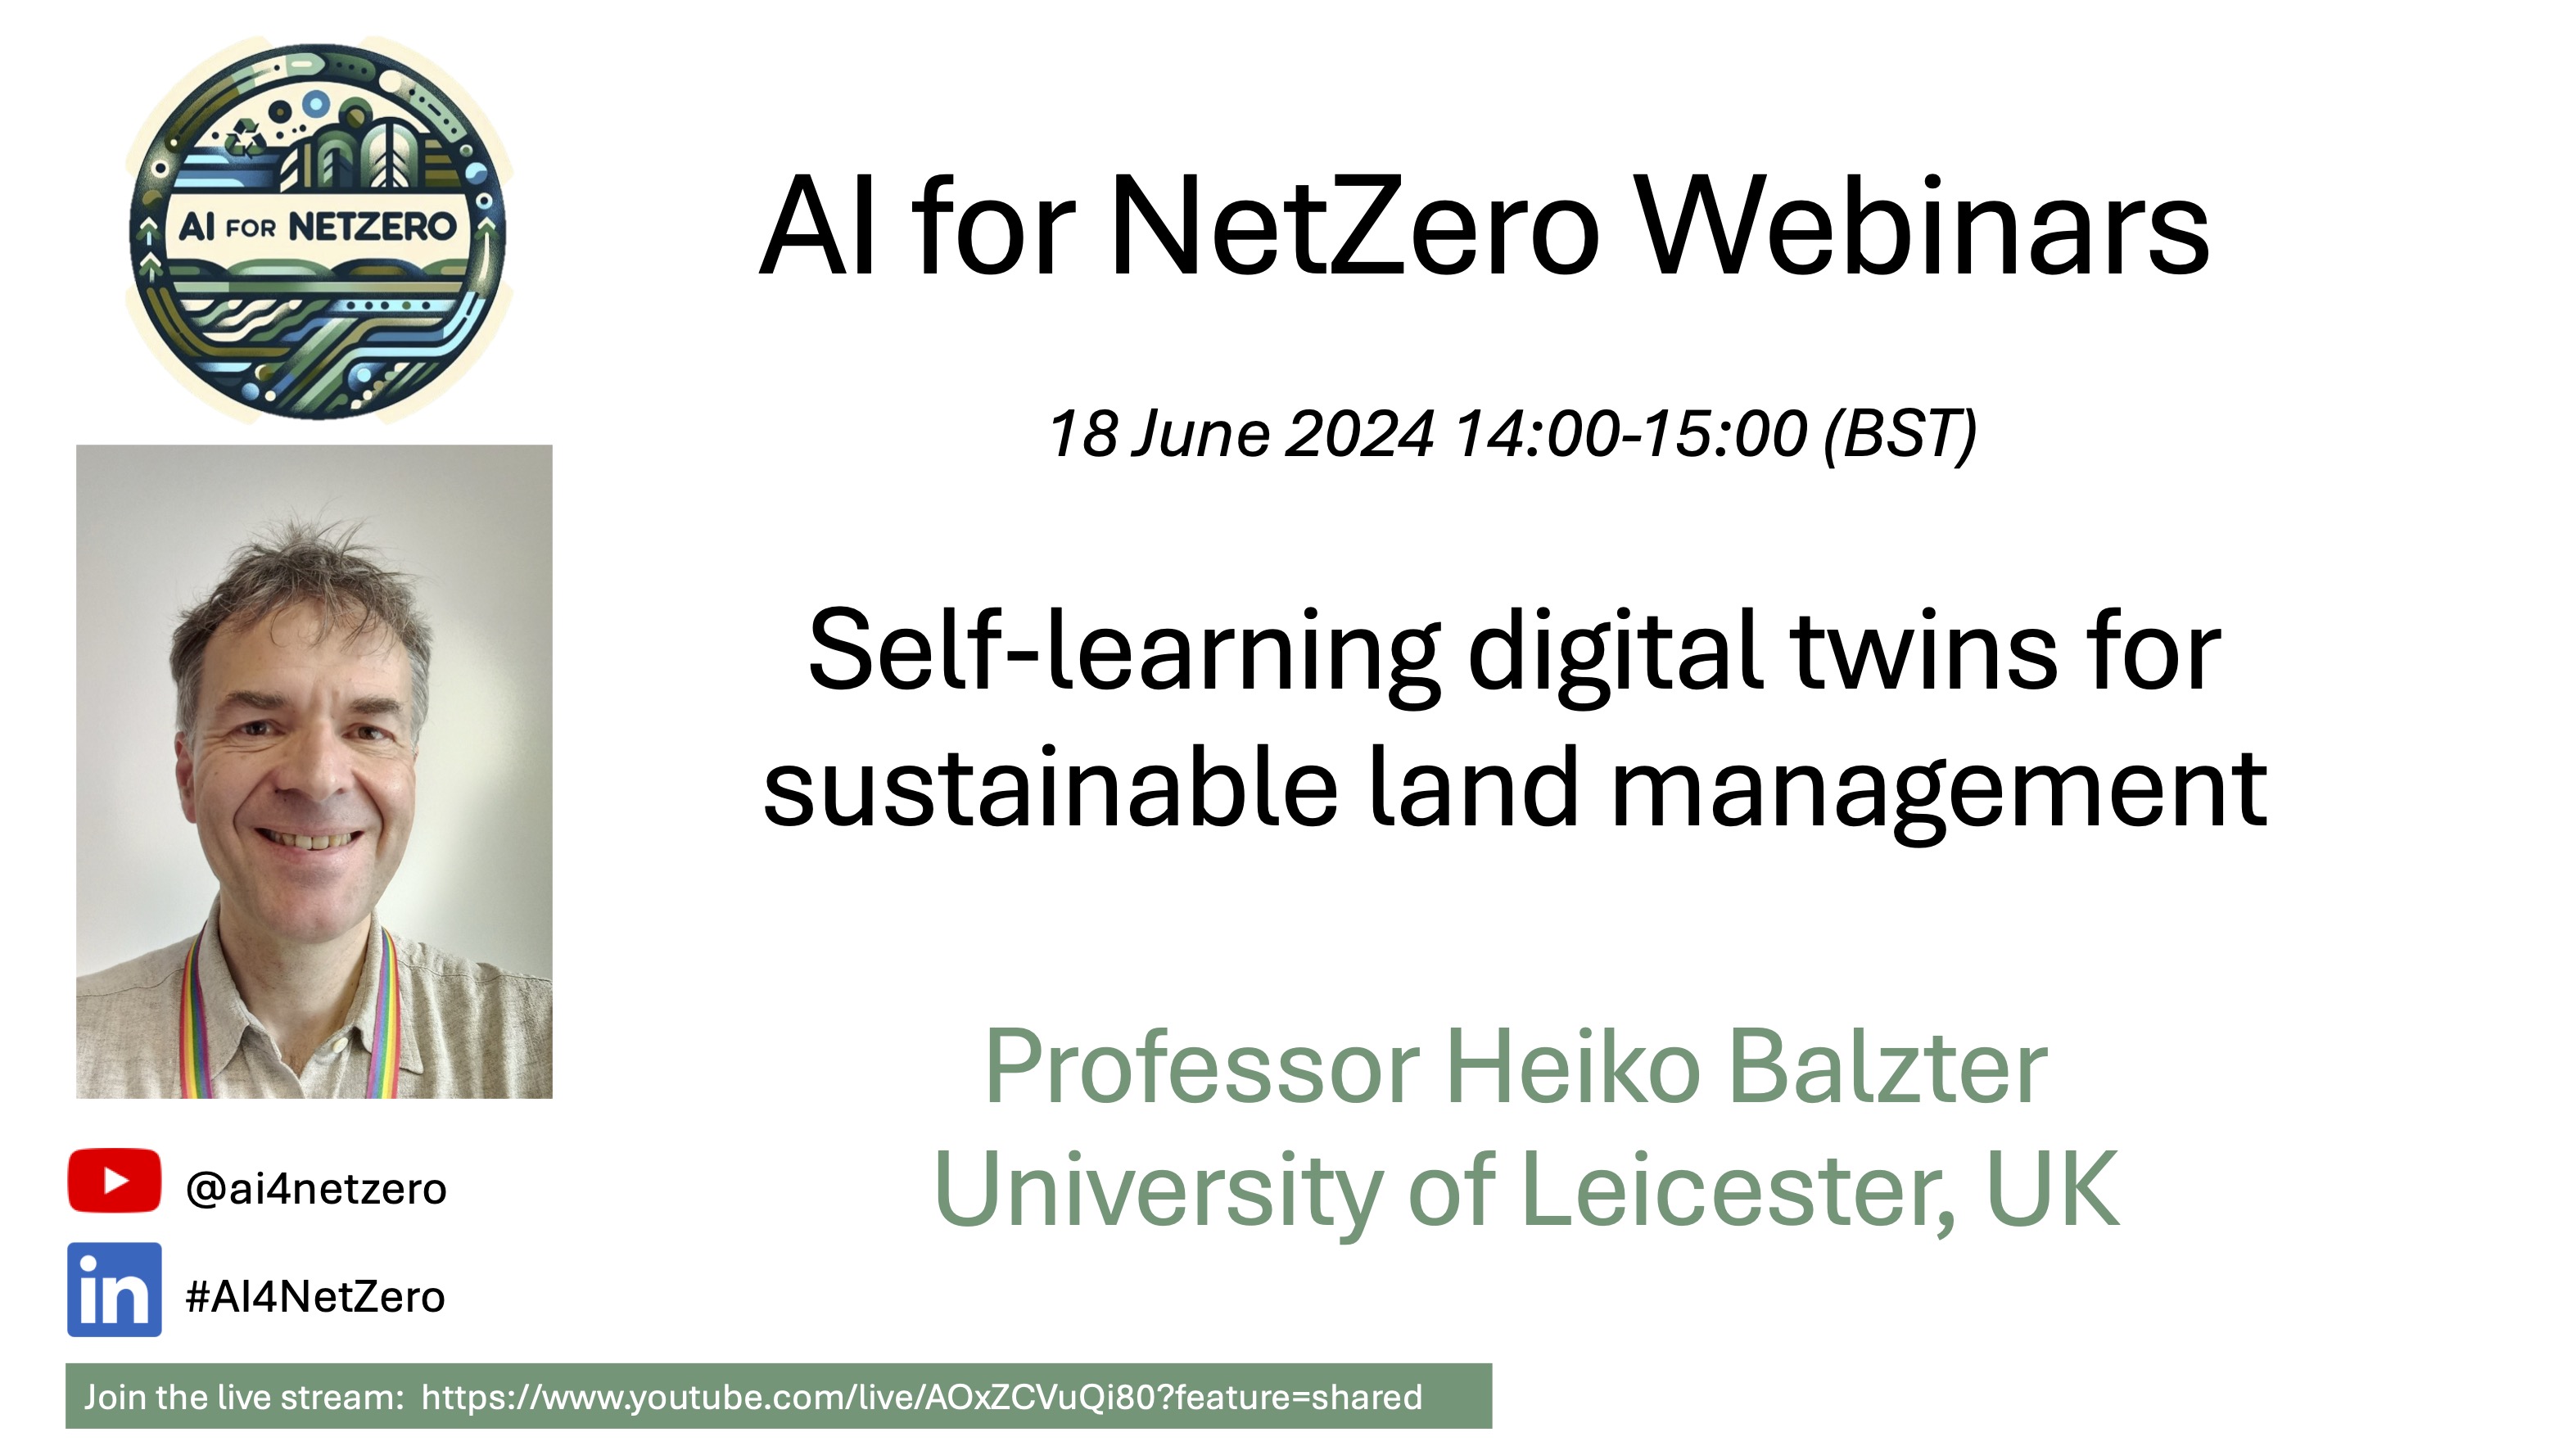 AI FOR NETZERO
AI for NetZero Webinars
18 June 2024 14:00-15:00 (BST)
Self-learning digital twins for
sustainable land management
Professor Heiko Balzter
University of Leicester, UK
@ai4netzero
in
#AI4NetZero
Join the live stream: https://www.youtube.com/live/AOxZCVuQi80?feature=shared